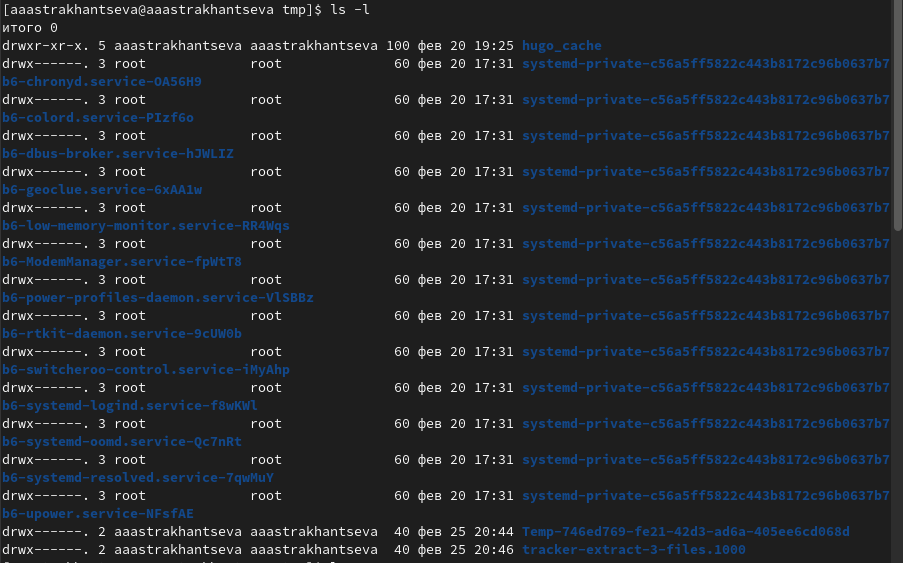 [aaastrakhantseva@aaastrakhantseva tmp]$ ls -l
итого 0
drwxr-xr-x. 5 aaastrakhantseva aaastrakhantseva 100 фев 20 19:25 hugo_cache
drwx------. 3 root             root              60 фев 20 17:31 systemd-private-c56a5ff5822c443b8172c96b0637b7
b6-chronyd.service-OA56H9
drwx------. 3 root             root              60 фев 20 17:31 systemd-private-c56a5ff5822c443b8172c96b0637b7
b6-colord.service-PIzf6o
drwx------. 3 root             root              60 фев 20 17:31 systemd-private-c56a5ff5822c443b8172c96b0637b7
b6-dbus-broker.service-hJWLIZ
drwx------. 3 root             root              60 фев 20 17:31 systemd-private-c56a5ff5822c443b8172c96b0637b7
b6-geoclue.service-6xAA1w
drwx------. 3 root             root              60 фев 20 17:31 systemd-private-c56a5ff5822c443b8172c96b0637b7
b6-low-memory-monitor.service-RR4Wqs
drwx------. 3 root             root              60 фев 20 17:31 systemd-private-c56a5ff5822c443b8172c96b0637b7
b6-ModemManager.service-fpWtT8
drwx------. 3 root             root              60 фев 20 17:31 systemd-private-c56a5ff5822c443b8172c96b0637b7
b6-power-profiles-daemon.service-VlSBBz
drwx------. 3 root             root              60 фев 20 17:31 systemd-private-c56a5ff5822c443b8172c96b0637b7
b6-rtkit-daemon.service-9cUW0b
drwx------. 3 root             root              60 фев 20 17:31 systemd-private-c56a5ff5822c443b8172c96b0637b7
b6-switcheroo-control.service-iMyAhp
drwx------. 3 root             root              60 фев 20 17:31 systemd-private-c56a5ff5822c443b8172c96b0637b7
b6-systemd-logind.service-f8wKWl
drwx------. 3 root             root              60 фев 20 17:31 systemd-private-c56a5ff5822c443b8172c96b0637b7
b6-systemd-oomd.service-Qc7nRt
drwx------. 3 root             root              60 фев 20 17:31 systemd-private-c56a5ff5822c443b8172c96b0637b7
b6-systemd-resolved.service-7qwMuY
drwx------. 3 root             root              60 фев 20 17:31 systemd-private-c56a5ff5822c443b8172c96b0637b7
b6-upower.service-NFsfAE
drwx------. 2 aaastrakhantseva aaastrakhantseva  40 фев 25 20:44 Temp-746ed769-fe21-42d3-ad6a-405ee6cd068d
drwx------. 2 aaastrakhantseva aaastrakhantseva  40 фев 25 20:46 tracker-extract-3-files.1000